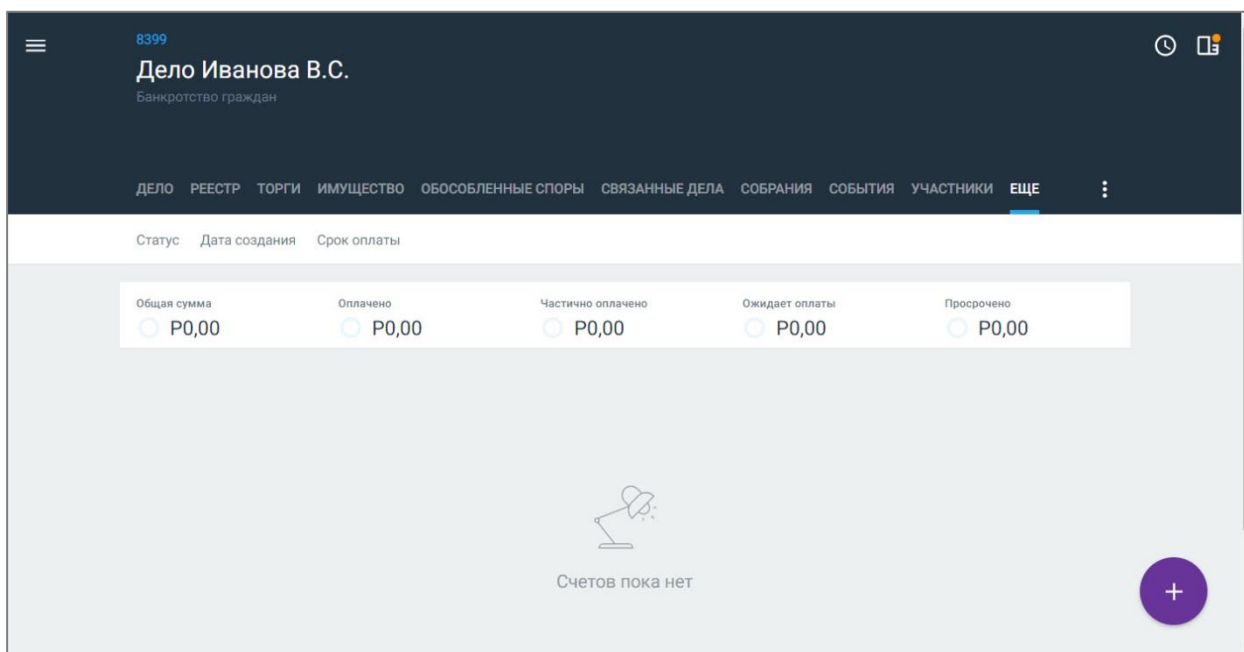 8399
Дело Иванова В.С.
Банкротство граждан
ДЕЛО РЕЕСТР ТОРГИ ИМУЩЕСТВО ОБОСОБЛЕННЫЕ СПОРЫ СВЯЗАННЫЕ ДЕЛА СОБРАНИЯ СОБЫТИЯ УЧАСТНИКИ ЕЩЕ
Статус Дата создания Срок оплаты
Общая сумма Оплачено Частично оплачено Ожидает оплаты Просрочено
Р0,00 Р0,00 Р0,00 Р0,00 Р0,00
Счетов пока нет